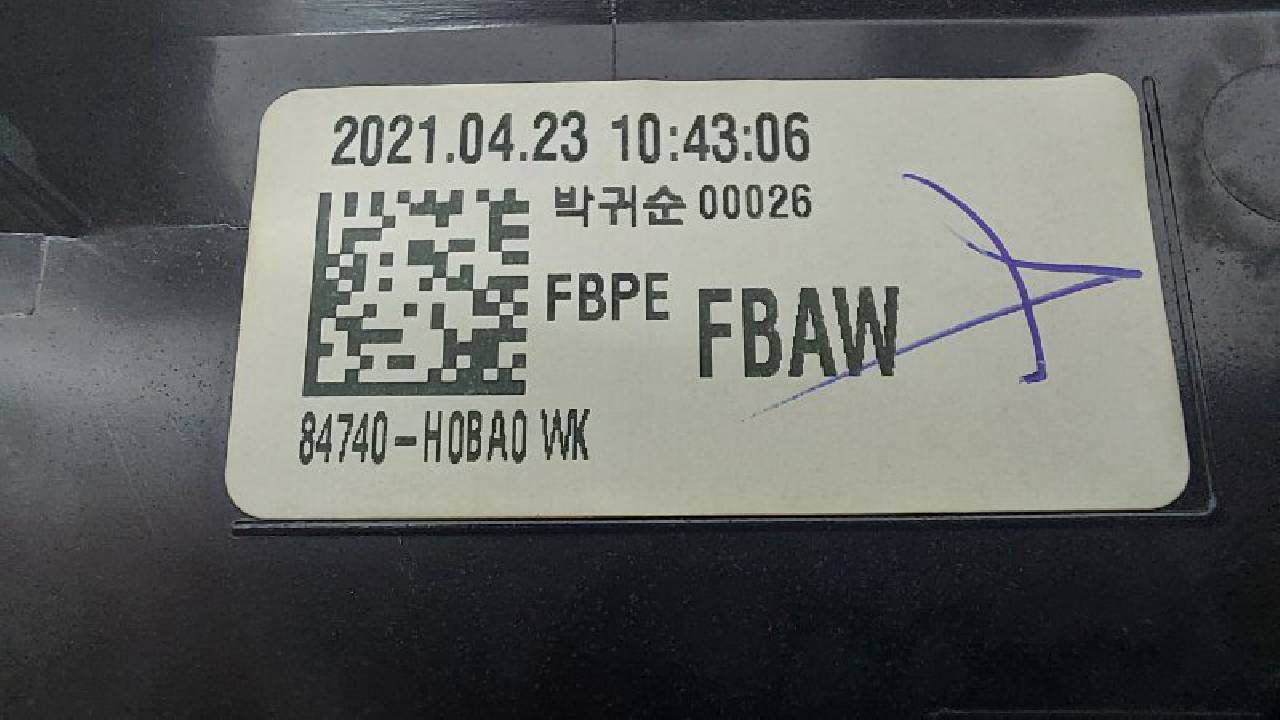 2021.04.23 10:43:06
박귀순 00026
FBPE FBAW
84740-H0BA0 WK